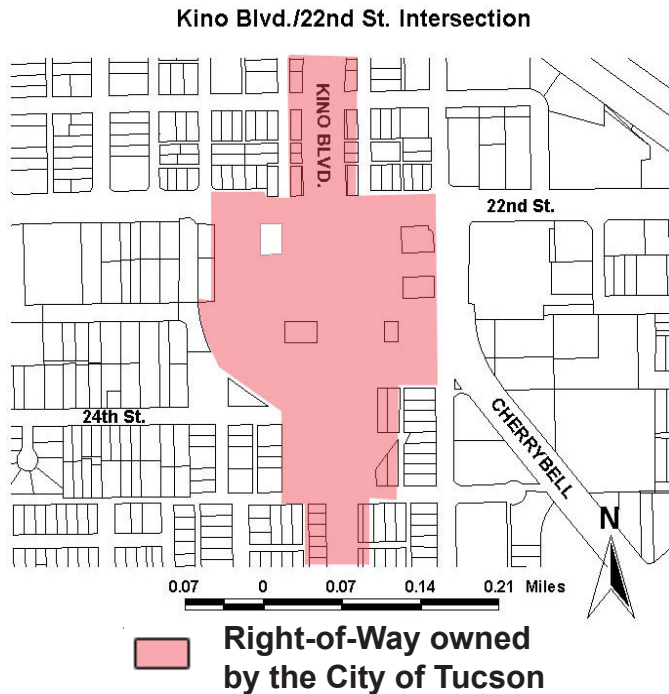 Kino Blvd./22nd St. Intersection
KINO BLVD.
22nd St.
24th St.
CHERRYBELL
N
0.07 0 0.07 0.14 0.21 Miles
Right-of-Way owned
by the City of Tucson